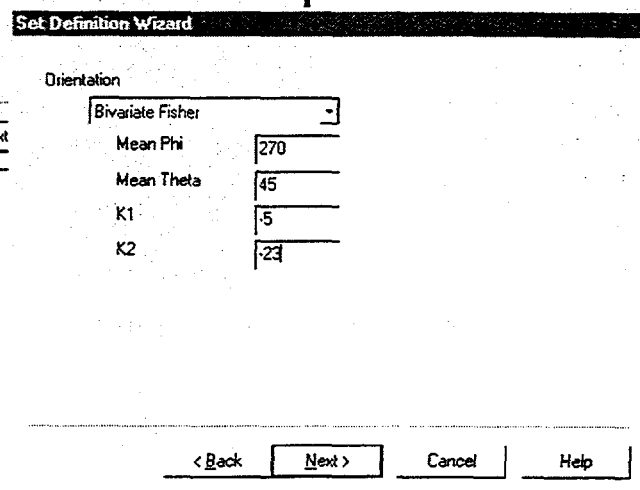 Set Definition Wizard
Orientation
Bivariate Fisher
xt
Mean Phi 270
Mean Theta 45
K1 -5
K2 -23
< Back Next > Cancel Help